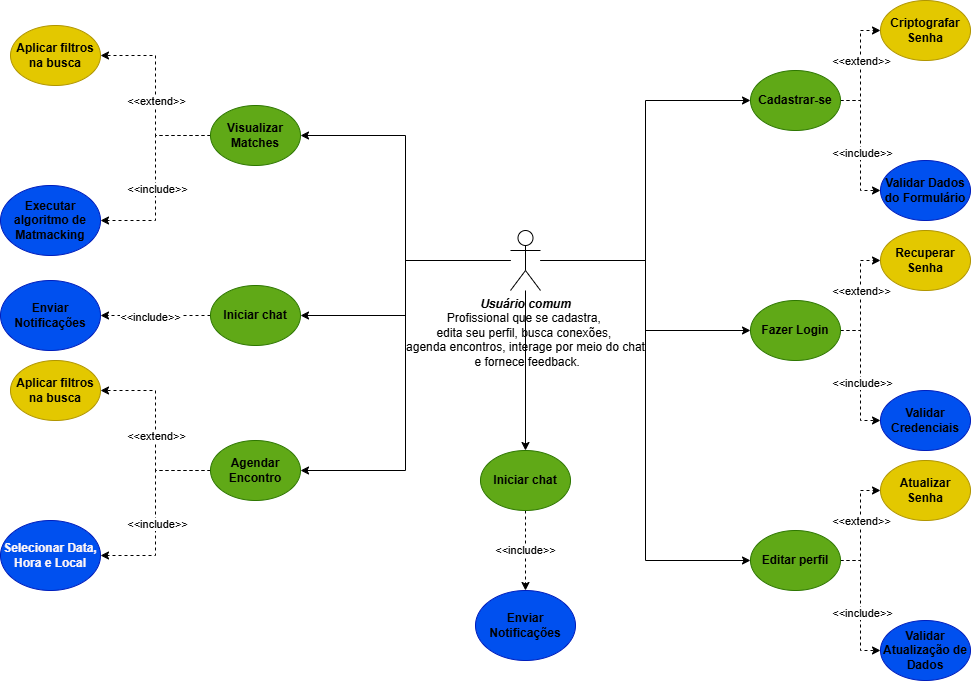 Aplicar filtros
na busca
<<extend>>
Visualizar
Matches
<<include>>
Executar
algoritmo de
Matmacking
Enviar
Notificações
<<include>>
Iniciar chat
Aplicar filtros
na busca
<<extend>>
Agendar
Encontro
<<include>>
Selecionar Data,
Hora e Local
Usuário comum
Profissional que se cadastra,
edita seu perfil, busca conexões,
agenda encontros, interage por meio do chat
e fornece feedback.
Iniciar chat
<<include>>
Enviar
Notificações
Criptografar
Senha
<<extend>>
Cadastrar-se
<<include>>
Validar Dados
do Formulário
Recuperar
Senha
<<extend>>
Fazer Login
<<include>>
Validar
Credenciais
Atualizar
Senha
<<extend>>
Editar perfil
<<include>>
Validar
Atualização de
Dados